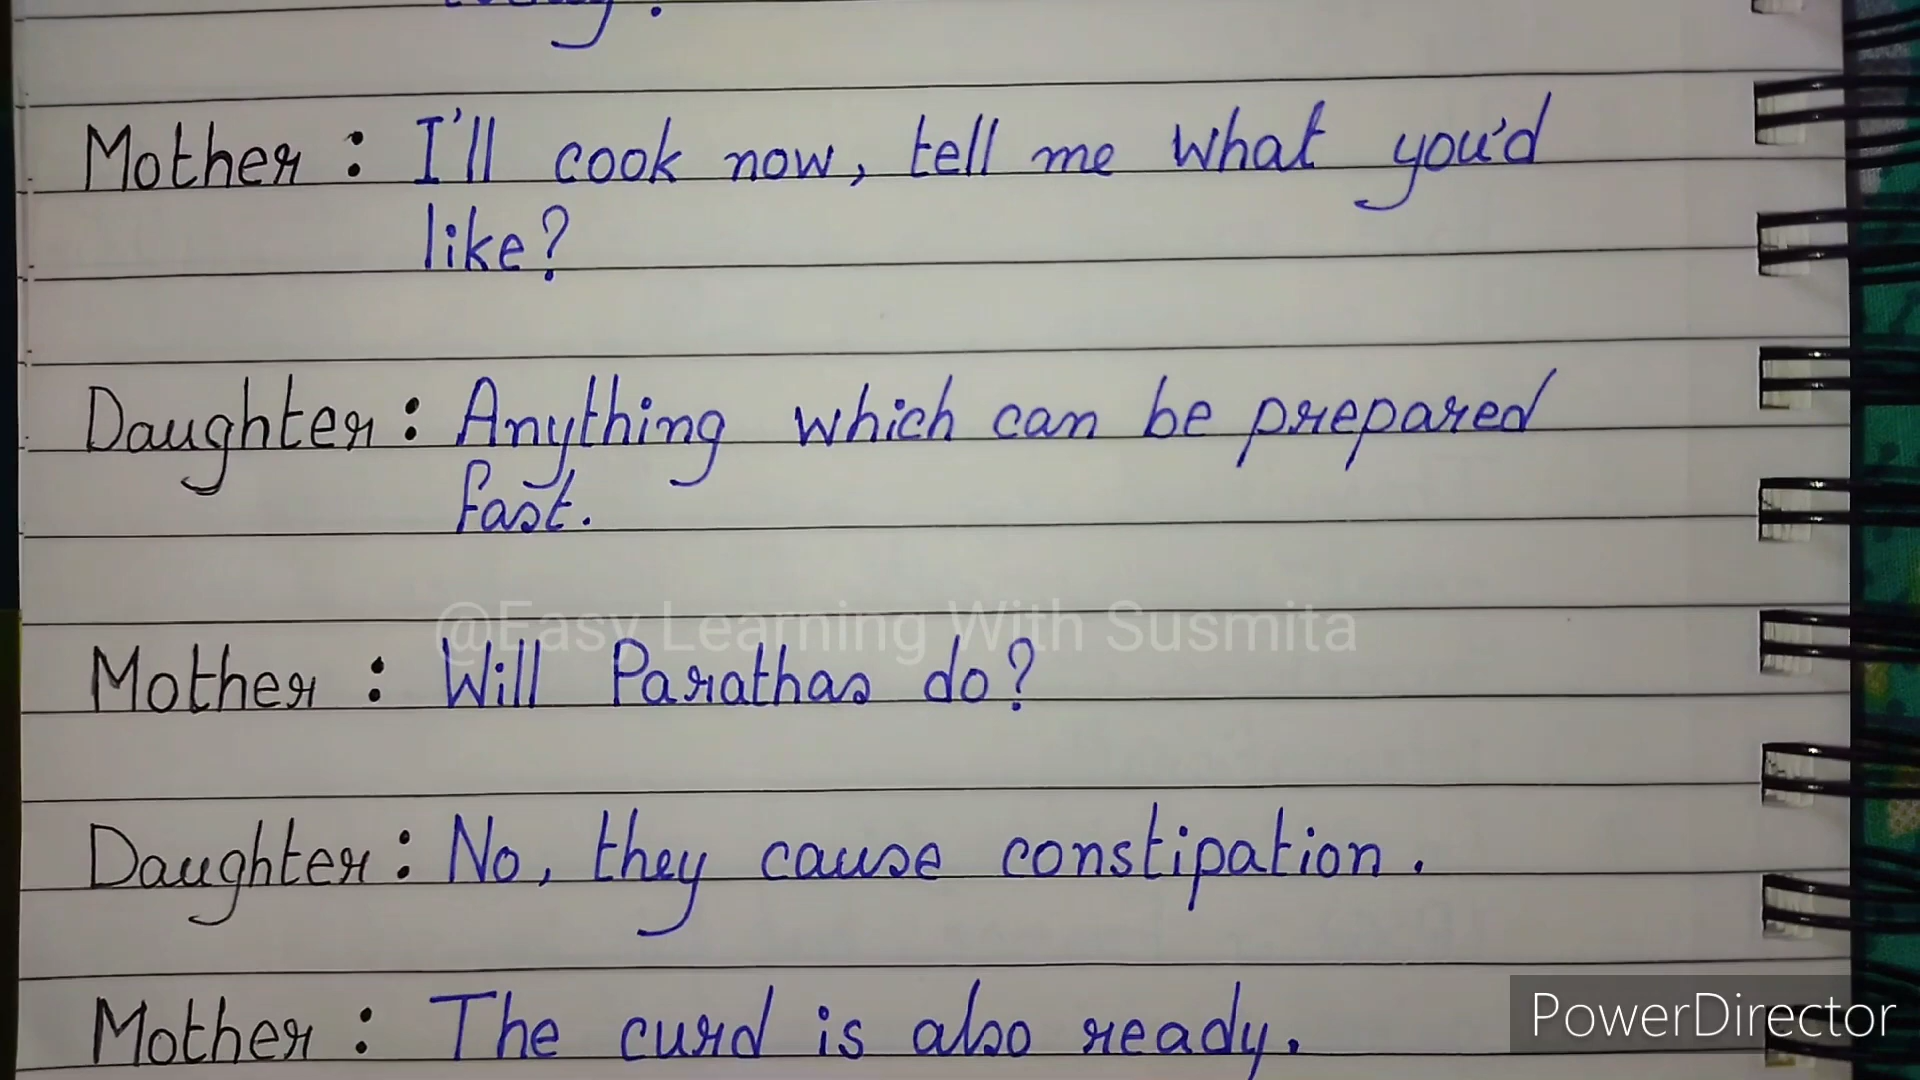 today?
Mother : I'll cook now, tell me what you'd
like?
Daughter : Anything which can be prepared
fast.
@Easy Learning With Susmita
Mother : Will Parathas do?
Daughter : No, they cause constipation.
Mother : The curd is also ready.
PowerDirector